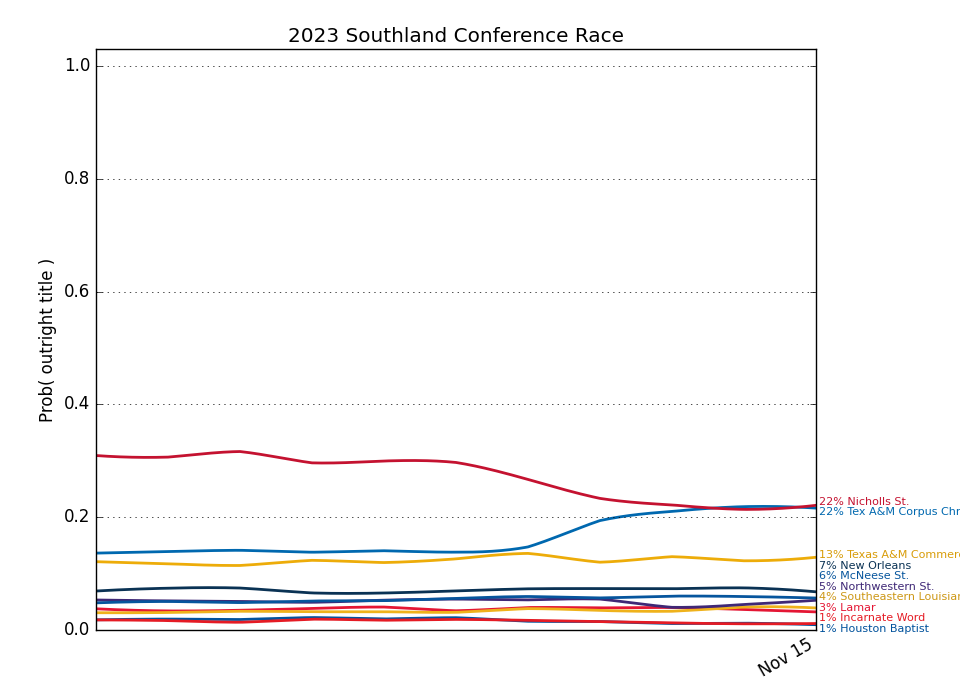 2023 Southland Conference Race
1.0
0.8
0.6
0.4
0.2
0.0
Prob( outright title )
22% Nicholls St.
22% Tex A&M Corpus Chr
13% Texas A&M Commerc
7% New Orleans
6% McNeese St.
5% Northwestern St.
4% Southeastern Louisian
3% Lamar
1% Incarnate Word
1% Houston Baptist
Nov 15